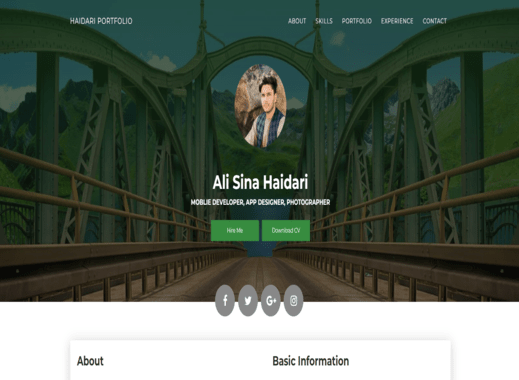 HAIDARI PORTFOLIO
ABOUT SKILLS PORTFOLIO EXPERIENCE CONTACT
Ali Sina Haidari
MOBLIE DEVELOPER, APP DESIGNER, PHOTOGRAPHER
Hire Me Download CV
About Basic Information